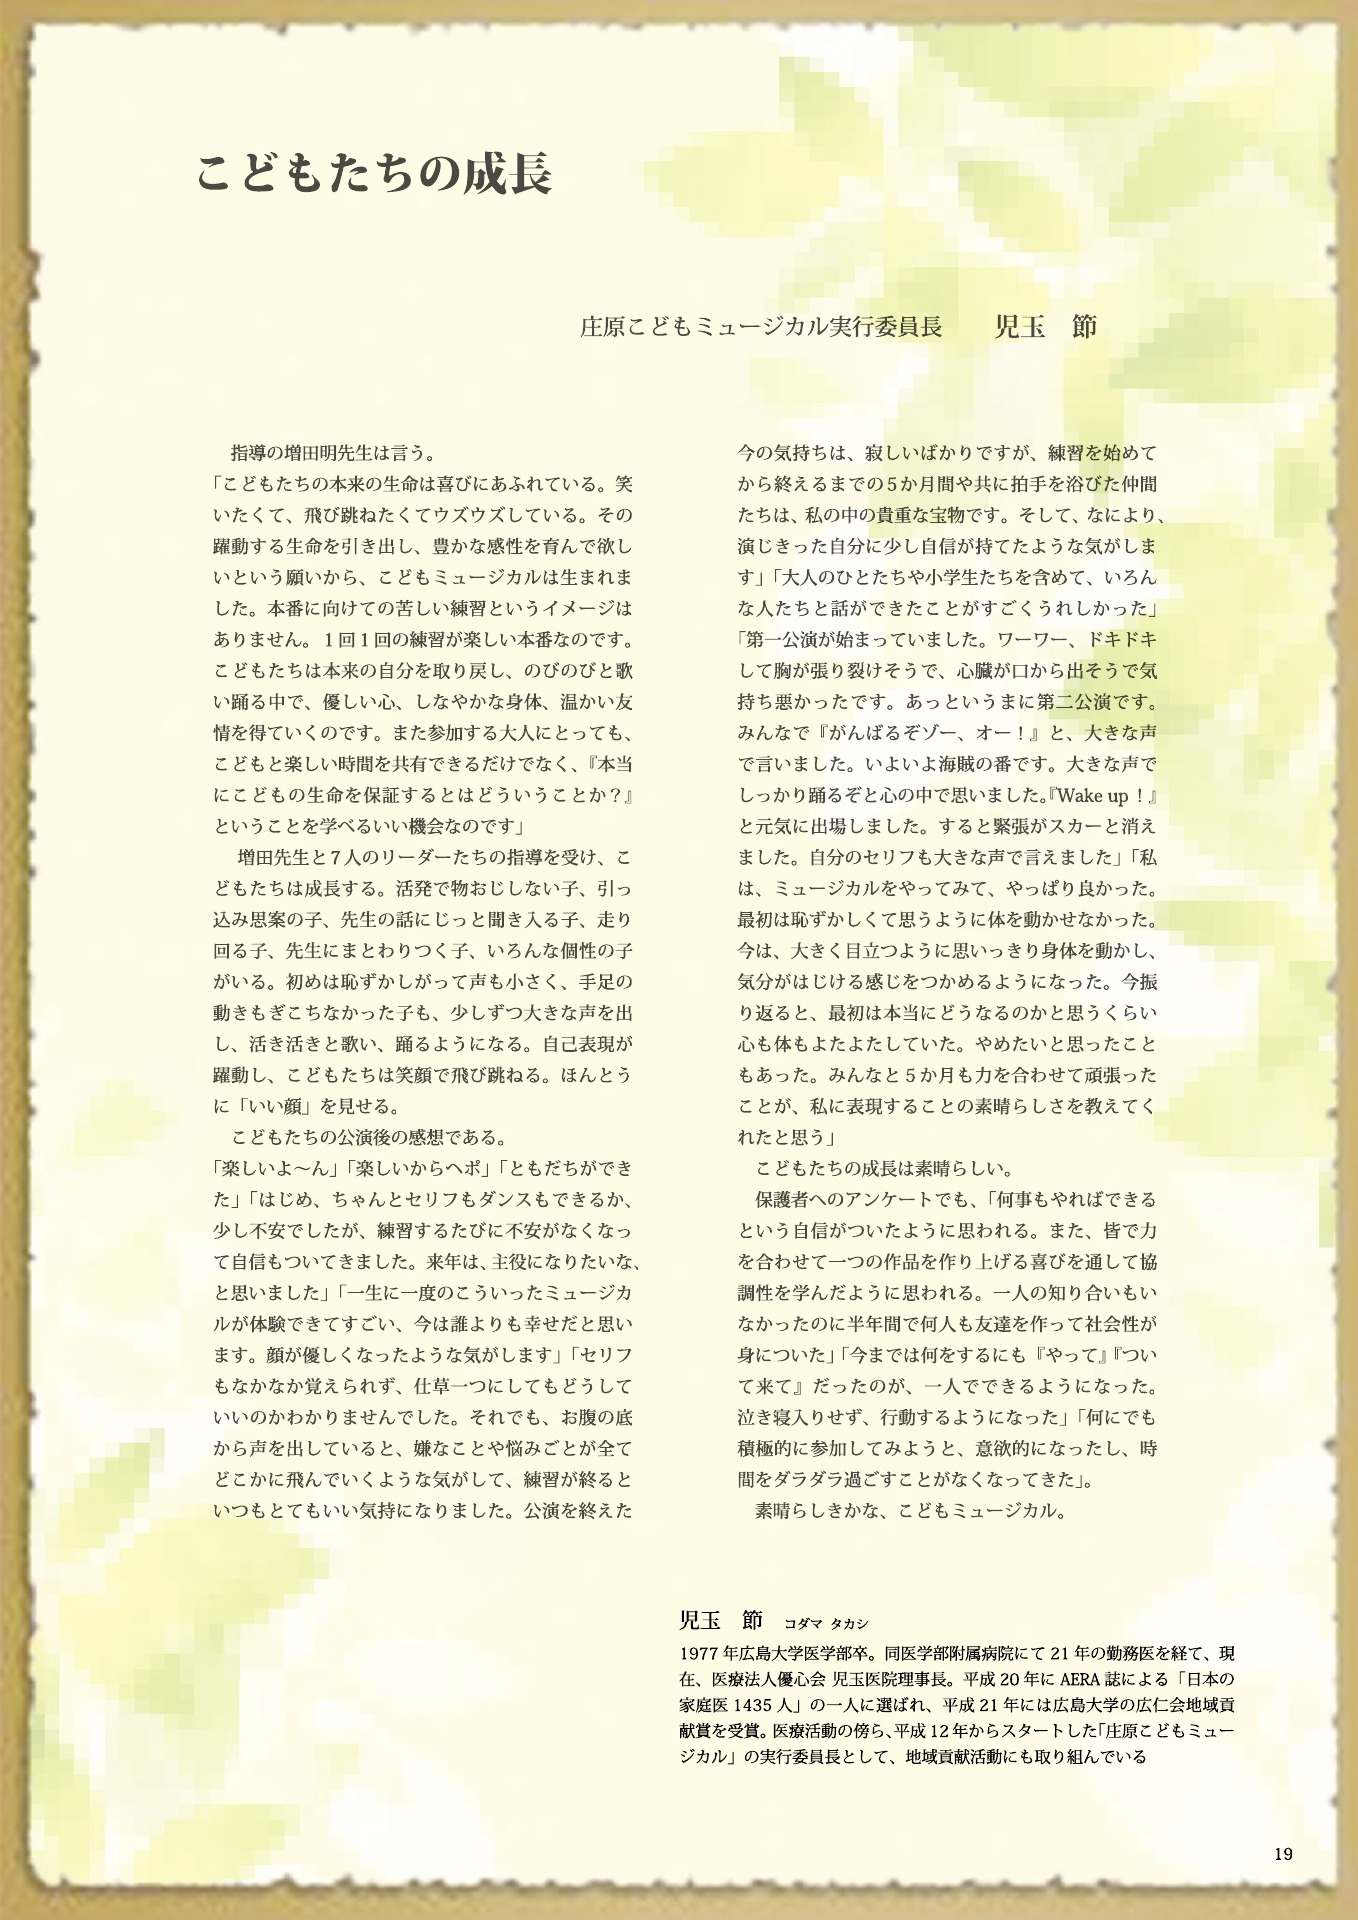 こどもたちの成長
庄原こどもミュージカル実行委員長　　児玉　節
　指導の増田明先生は言う。
「こどもたちの本来の生命は喜びにあふれている。笑
いたくて、飛び跳ねたくてウズウズしている。その
躍動する生命を引き出し、豊かな感性を育んで欲し
いという願いから、こどもミュージカルは生まれま
した。本番に向けての苦しい練習というイメージは
ありません。１回１回の練習が楽しい本番なのです。
こどもたちは本来の自分を取り戻し、のびのびと歌
い踊る中で、優しい心、しなやかな身体、温かい友
情を得ていくのです。また参加する大人にとっても、
こどもと楽しい時間を共有できるだけでなく、『本当
にこどもの生命を保証するとはどういうことか？』
ということを学べるいい機会なのです」
　増田先生と７人のリーダーたちの指導を受け、こ
どもたちは成長する。活発で物おじしない子、引っ
込み思案の子、先生の話にじっと聞き入る子、走り
回る子、先生にまとわりつく子、いろんな個性の子
がいる。初めは恥ずかしがって声も小さく、手足の
動きもぎこちなかった子も、少しずつ大きな声を出
し、活き活きと歌い、踊るようになる。自己表現が
躍動し、こどもたちは笑顔で飛び跳ねる。ほんとう
に「いい顔」を見せる。
　こどもたちの公演後の感想である。
「楽しいよ～ん」「楽しいからヘポ」「ともだちができ
た」「はじめ、ちゃんとセリフもダンスもできるか、
少し不安でしたが、練習するたびに不安がなくなっ
て自信もついてきました。来年は、主役になりたいな、
と思いました」「一生に一度のこういったミュージカ
ルが体験できてすごい、今は誰よりも幸せだと思い
ます。顔が優しくなったような気がします」「セリフ
もなかなか覚えられず、仕草一つにしてもどうして
いいのかわかりませんでした。それでも、お腹の底
から声を出していると、嫌なことや悩みごとが全て
どこかに飛んでいくような気がして、練習が終ると
いつもとてもいい気持になりました。公演を終えた
今の気持ちは、寂しいばかりですが、練習を始めて
から終えるまでの５か月間や共に拍手を浴びた仲間
たちは、私の中の貴重な宝物です。そして、なにより、
演じきった自分に少し自信が持てたような気がしま
す」「大人のひとたちや小学生たちを含めて、いろん
な人たちと話ができたことがすごくうれしかった」
「第一公演が始まっていました。ワーワー、ドキドキ
して胸が張り裂けそうで、心臓が口から出そうで気
持ち悪かったです。あっというまに第二公演です。
みんなで『がんばるぞゾー、オー！』と、大きな声
で言いました。いよいよ海賊の番です。大きな声で
しっかり踊るぞと心の中で思いました。『Wake up ！』
と元気に出場しました。すると緊張がスカーと消え
ました。自分のセリフも大きな声で言えました」「私
は、ミュージカルをやってみて、やっぱり良かった。
最初は恥ずかしくて思うように体を動かせなかった。
今は、大きく目立つように思いっきり身体を動かし、
気分がはじける感じをつかめるようになった。今振
り返ると、最初は本当にどうなるのかと思うくらい
心も体もよたよたしていた。やめたいと思ったこと
もあった。みんなと５か月も力を合わせて頑張った
ことが、私に表現することの素晴らしさを教えてく
れたと思う」
　こどもたちの成長は素晴らしい。
　保護者へのアンケートでも、「何事もやればできる
という自信がついたように思われる。また、皆で力
を合わせて一つの作品を作り上げる喜びを通して協
調性を学んだように思われる。一人の知り合いもい
なかったのに半年間で何人も友達を作って社会性が
身についた」「今までは何をするにも『やって』『つい
て来て』だったのが、一人でできるようになった。
泣き寝入りせず、行動するようになった」「何にでも
積極的に参加してみようと、意欲的になったし、時
間をダラダラ過ごすことがなくなってきた」。
　素晴らしきかな、こどもミュージカル。
児玉　節　コダマ タカシ
1977 年広島大学医学部卒。同医学部附属病院にて 21 年の勤務医を経て、現
在、医療法人優心会 児玉医院理事長。平成 20 年に AERA 誌による「日本の
家庭医 1435 人」の一人に選ばれ、平成 21 年には広島大学の広仁会地域貢
献賞を受賞。医療活動の傍ら、平成 12 年からスタートした「庄原こどもミュー
ジカル」の実行委員長として、地域貢献活動にも取り組んでいる
19